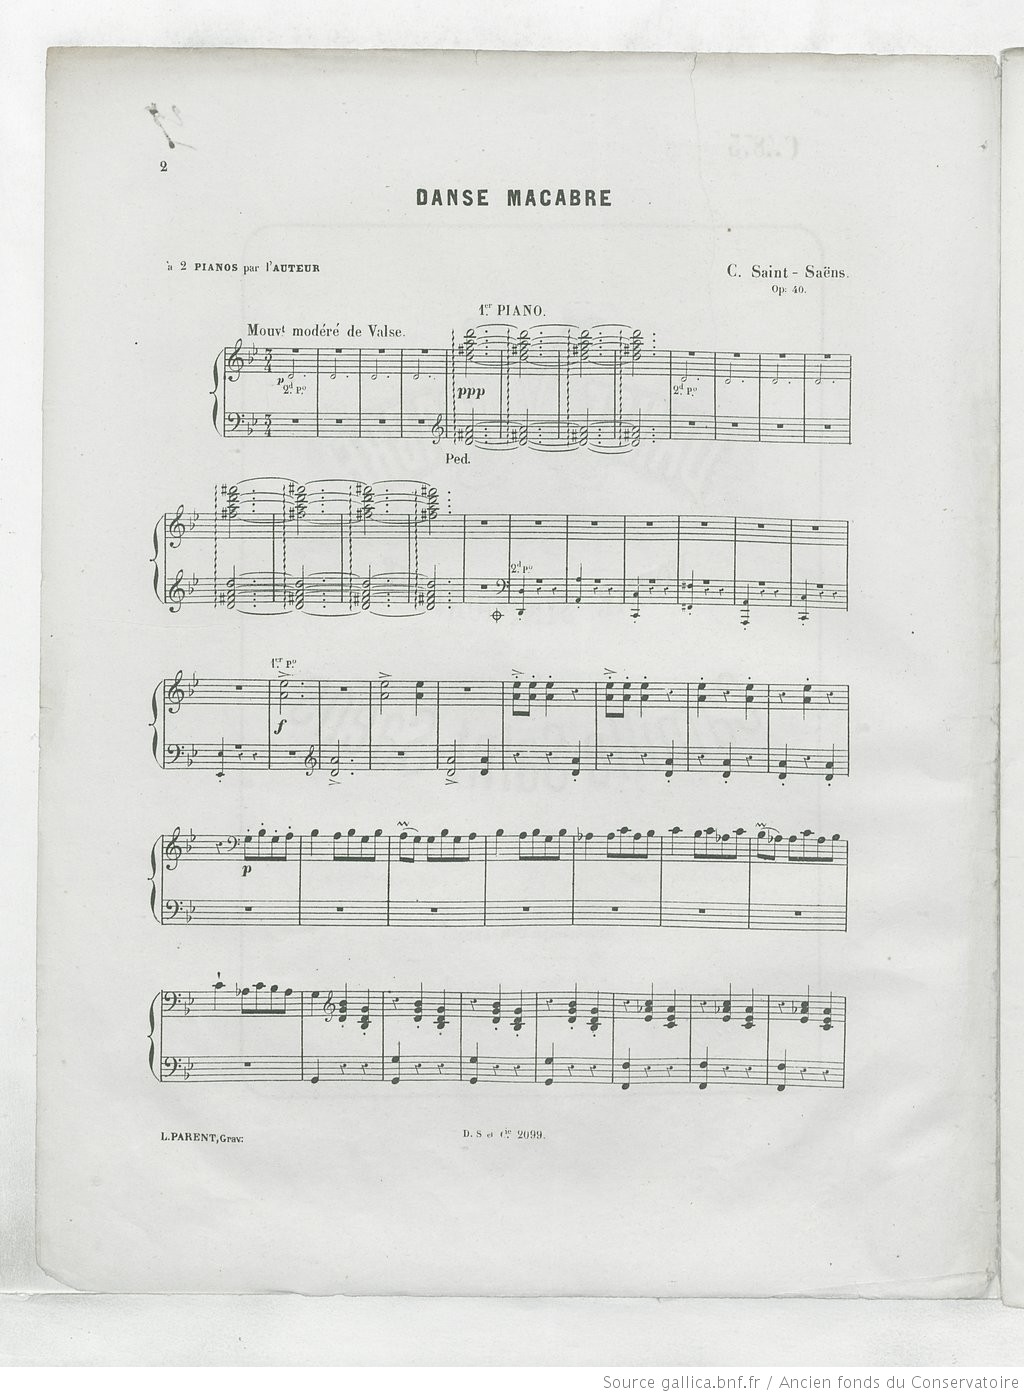 2
DANSE MACABRE
à 2 PIANOS par l'AUTEUR
C. Saint-Saëns.
Op: 40.
1er PIANO.
Mouvt modéré de Valse.
p
2d Po
ppp
2d Po
Ped.
2d Po
1er Po
f
p
L. PARENT, Grav:
D. S et Cie 2099.
Source gallica.bnf.fr / Ancien fonds du Conservatoire